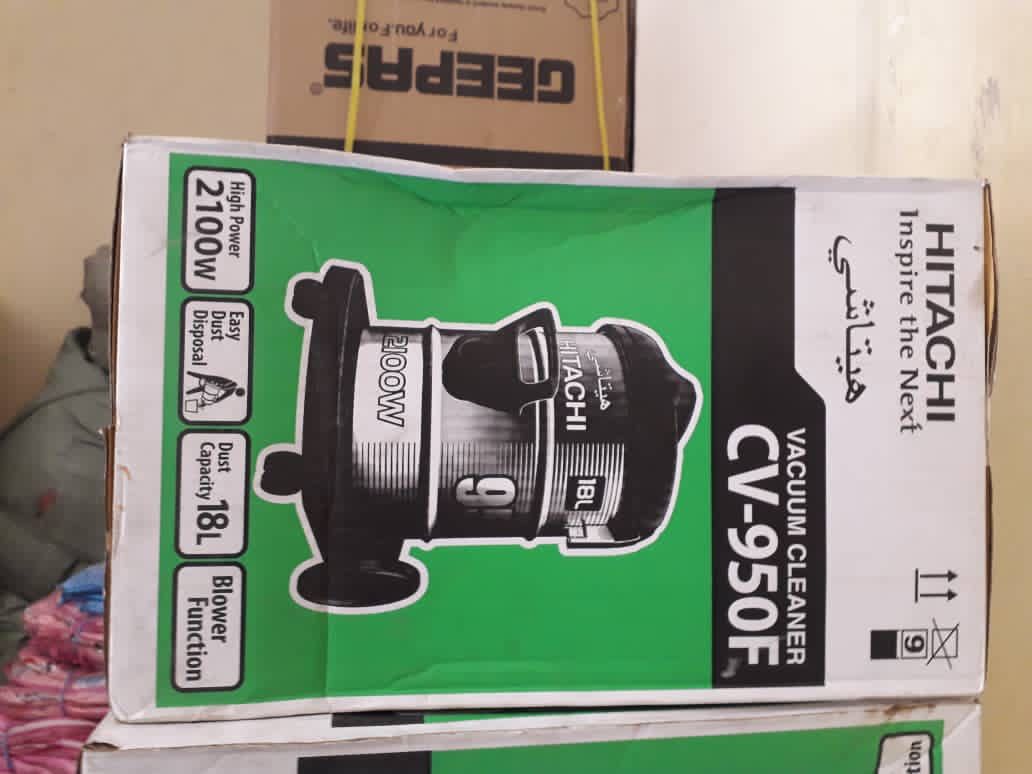 GEEPAS®
For you. For life.
HITACHI
Inspire the Next
هيتاشي
VACUUM CLEANER
CV-950F
9
هيتاشي
HITACHI
18L
2100W
High Power
2100W
Easy
Dust
Disposal
Dust
Capacity 18L
Blower
Function